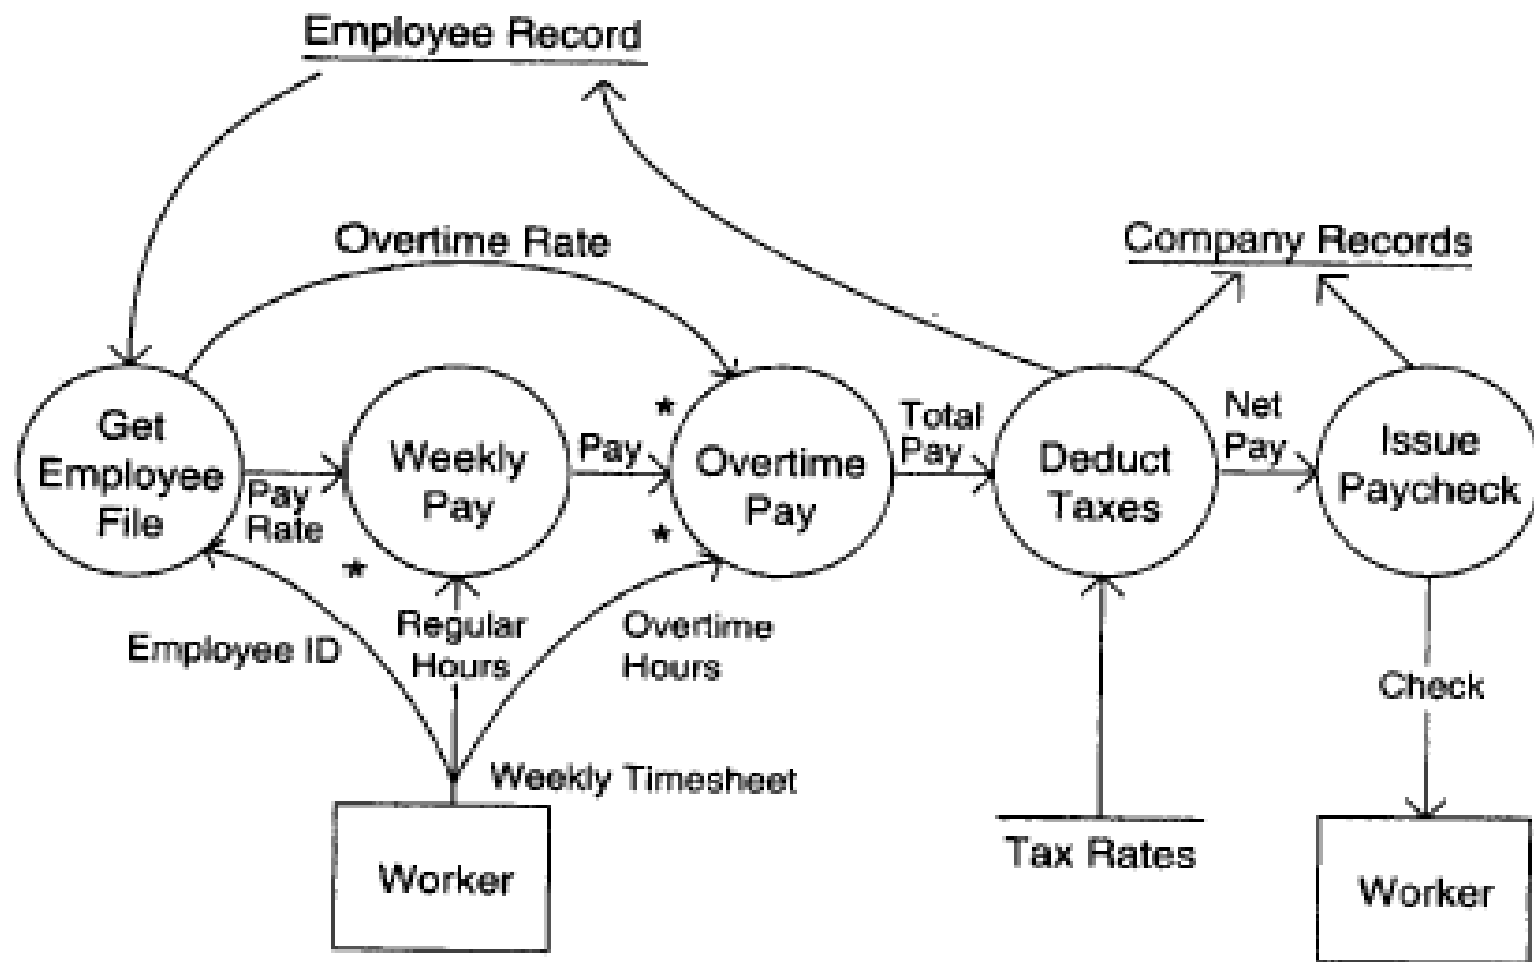 Employee Record
Overtime Rate
Company Records
Get
Employee
File
Pay
Rate
*
Weekly
Pay
Pay
*
*
Overtime
Pay
Total
Pay
Deduct
Taxes
Net
Pay
Issue
Paycheck
Employee ID
Regular
Hours
Overtime
Hours
Check
Weekly Timesheet
Worker
Tax Rates
Worker